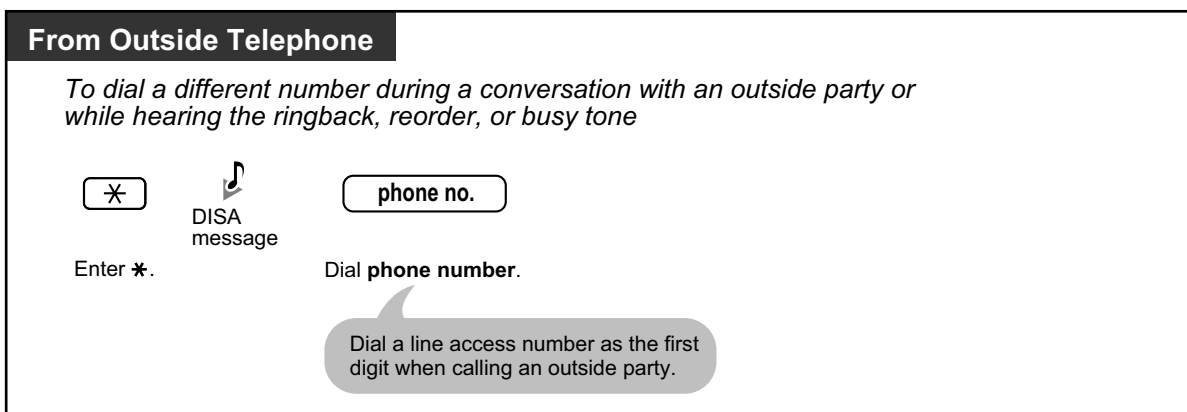 From Outside Telephone
To dial a different number during a conversation with an outside party or
while hearing the ringback, reorder, or busy tone
* phone no.
DISA
message
Enter *. Dial phone number.
Dial a line access number as the first
digit when calling an outside party.